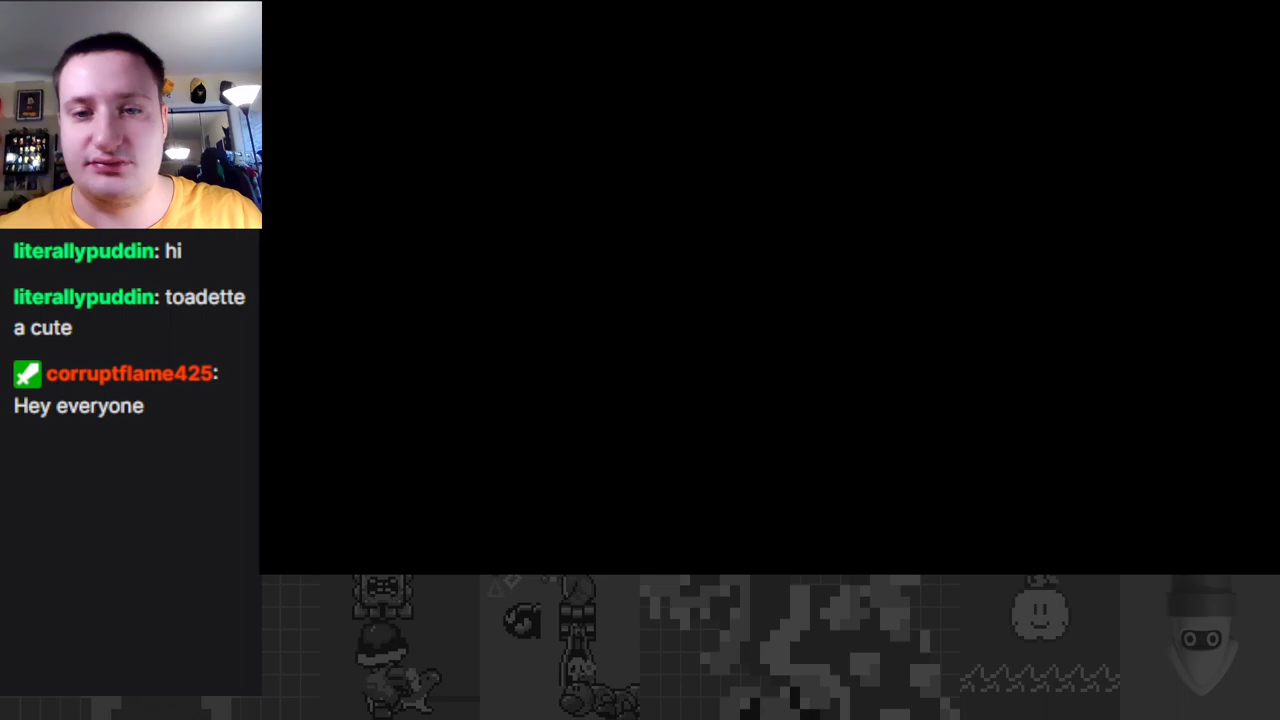 literallypuddin: hi
literallypuddin: toadette
a cute
corruptflame425:
Hey everyone